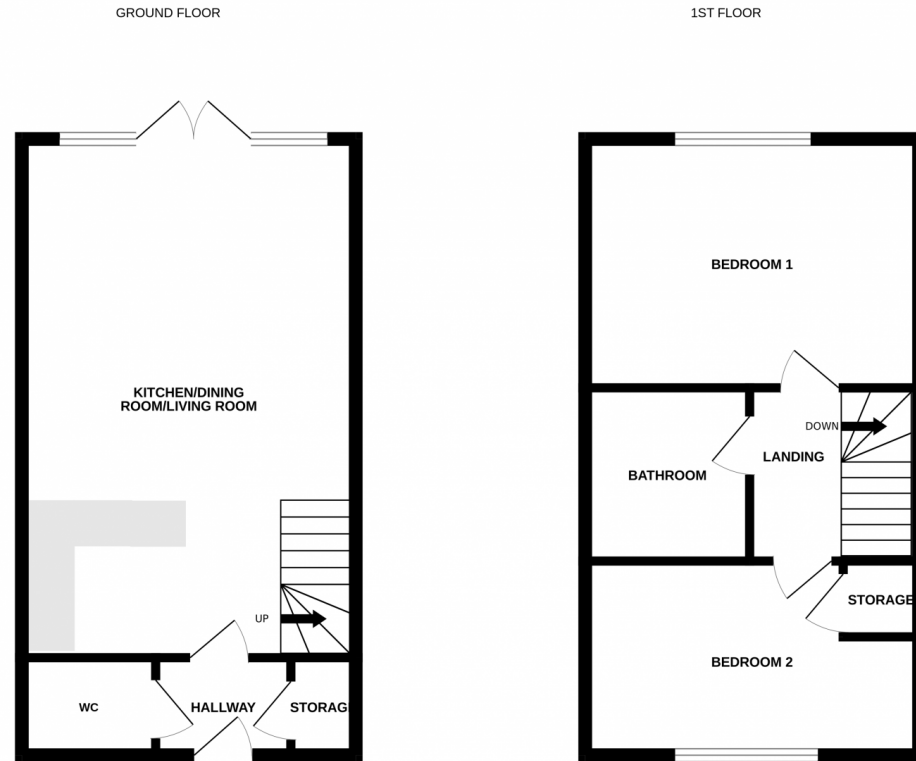 GROUND FLOOR
1ST FLOOR
BEDROOM 1
KITCHEN/DINING
ROOM/LIVING ROOM
DOWN
LANDING
BATHROOM
UP
STORAGE
BEDROOM 2
WC
HALLWAY
STORAG